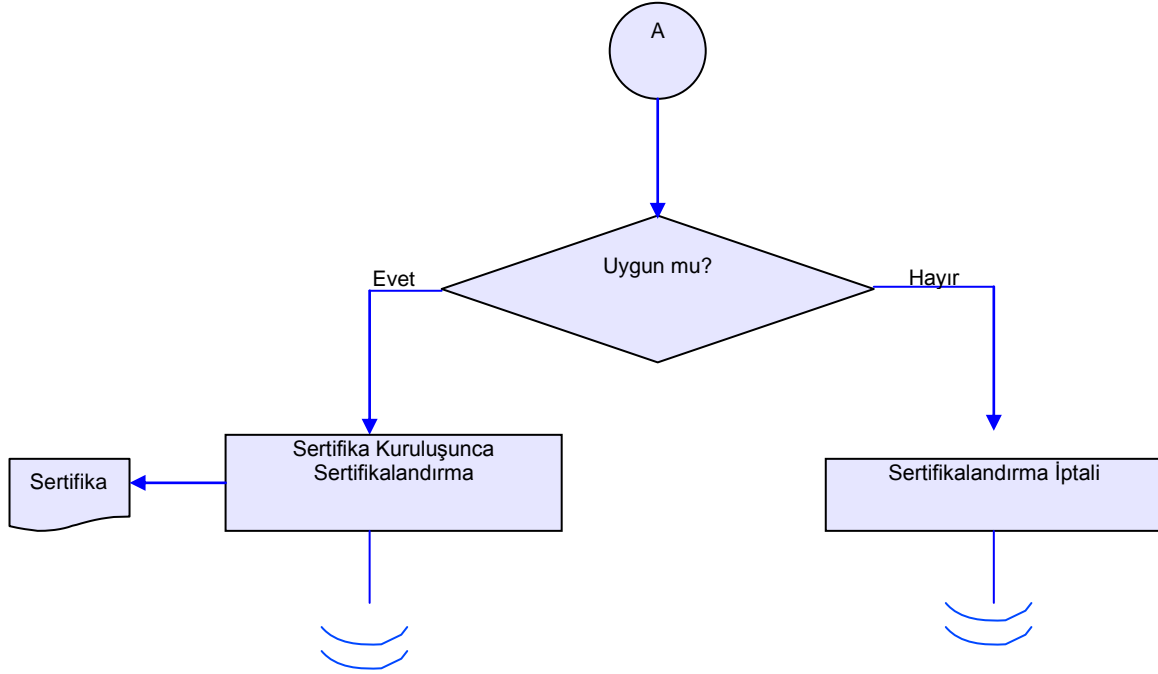 A
Uygun mu?
Evet
Hayır
Sertifika Kuruluşunca
Sertifikalandırma
Sertifika
Sertifikalandırma İptali